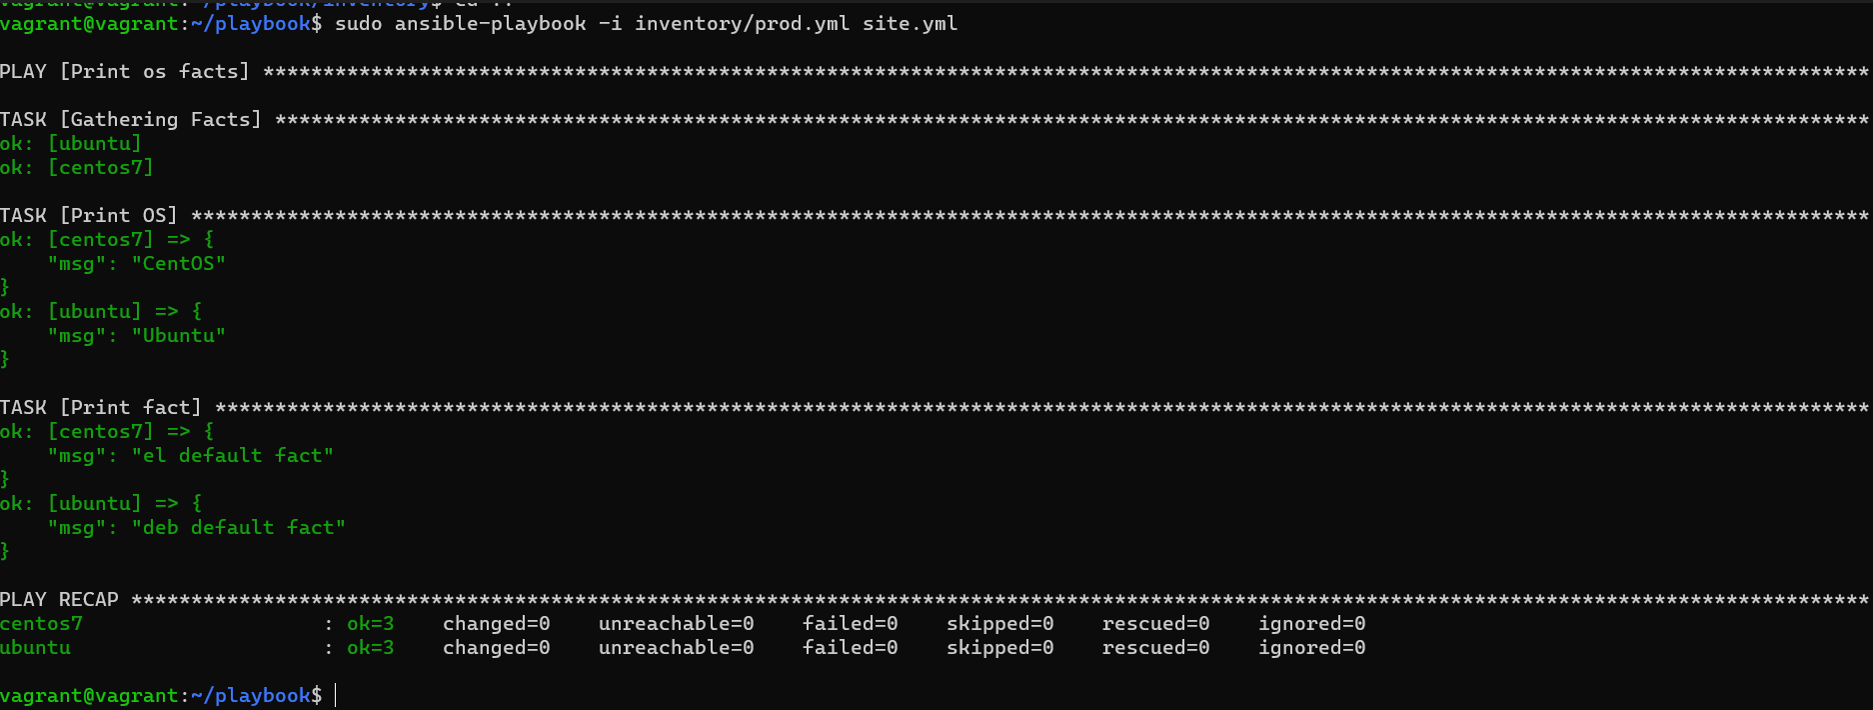 vagrant@vagrant:~/playbook/inventory$ cd ..
vagrant@vagrant:~/playbook$ sudo ansible-playbook -i inventory/prod.yml site.yml
PLAY [Print os facts] **************************************************************************************************************************************
TASK [Gathering Facts] *************************************************************************************************************************************
ok: [ubuntu]
ok: [centos7]
TASK [Print OS] ********************************************************************************************************************************************
ok: [centos7] => {
    "msg": "CentOS"
}
ok: [ubuntu] => {
    "msg": "Ubuntu"
}
TASK [Print fact] ******************************************************************************************************************************************
ok: [centos7] => {
    "msg": "el default fact"
}
ok: [ubuntu] => {
    "msg": "deb default fact"
}
PLAY RECAP *************************************************************************************************************************************************
centos7                    : ok=3    changed=0    unreachable=0    failed=0    skipped=0    rescued=0    ignored=0
ubuntu                     : ok=3    changed=0    unreachable=0    failed=0    skipped=0    rescued=0    ignored=0
vagrant@vagrant:~/playbook$